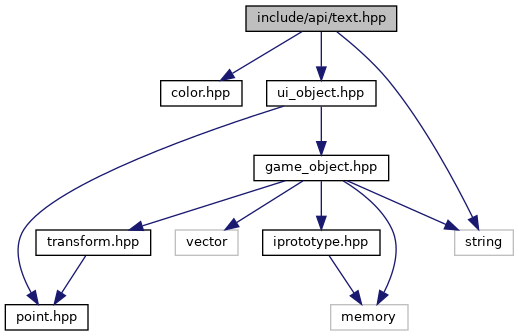 include/api/text.hpp
color.hpp
ui_object.hpp
game_object.hpp
transform.hpp
vector
iprototype.hpp
string
point.hpp
memory